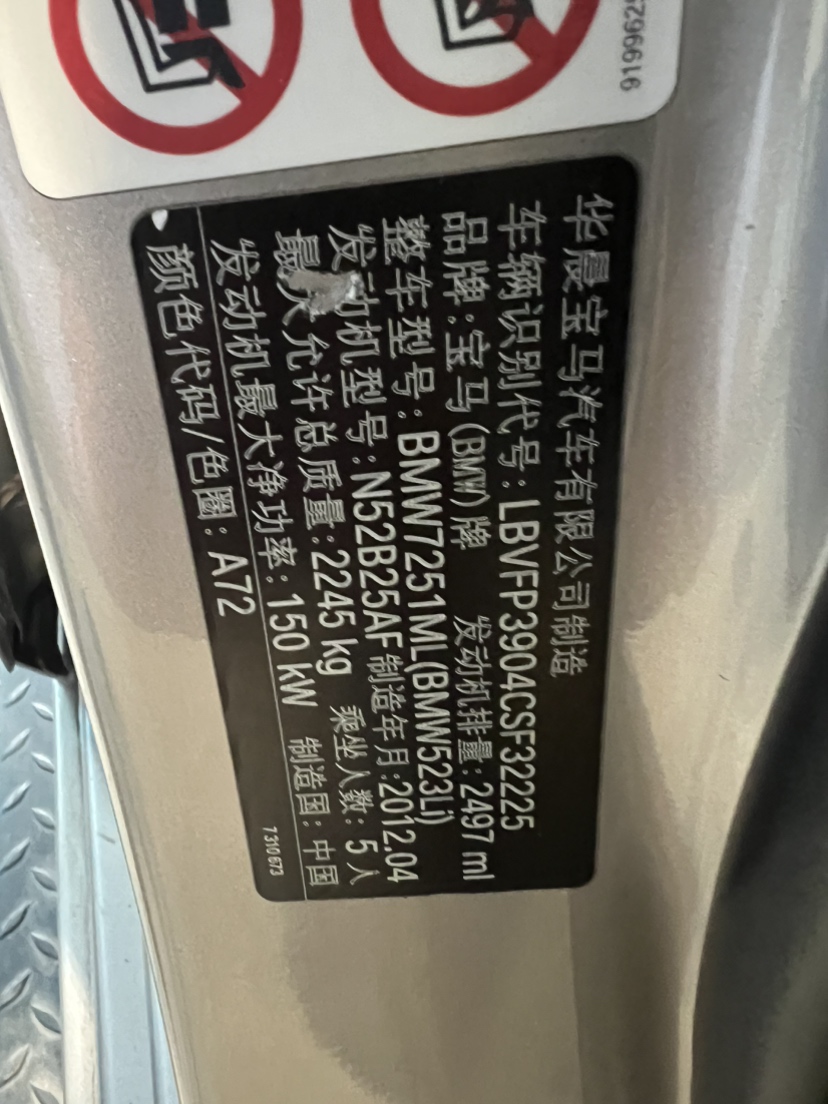 9199629
华晨宝马汽车有限公司制造
车辆识别代号: LBVFP3904CSF32225
品牌: 宝马(BMW)牌 发动机排量: 2497 ml
整车型号: BMW7251ML(BMW523Li)
发动机型号: N52B25AF 制造年月: 2012.04
最大允许总质量: 2245 kg 乘坐人数: 5 人
发动机最大净功率: 150 kW 制造国: 中国
颜色代码/色圈: A72
7 310 673